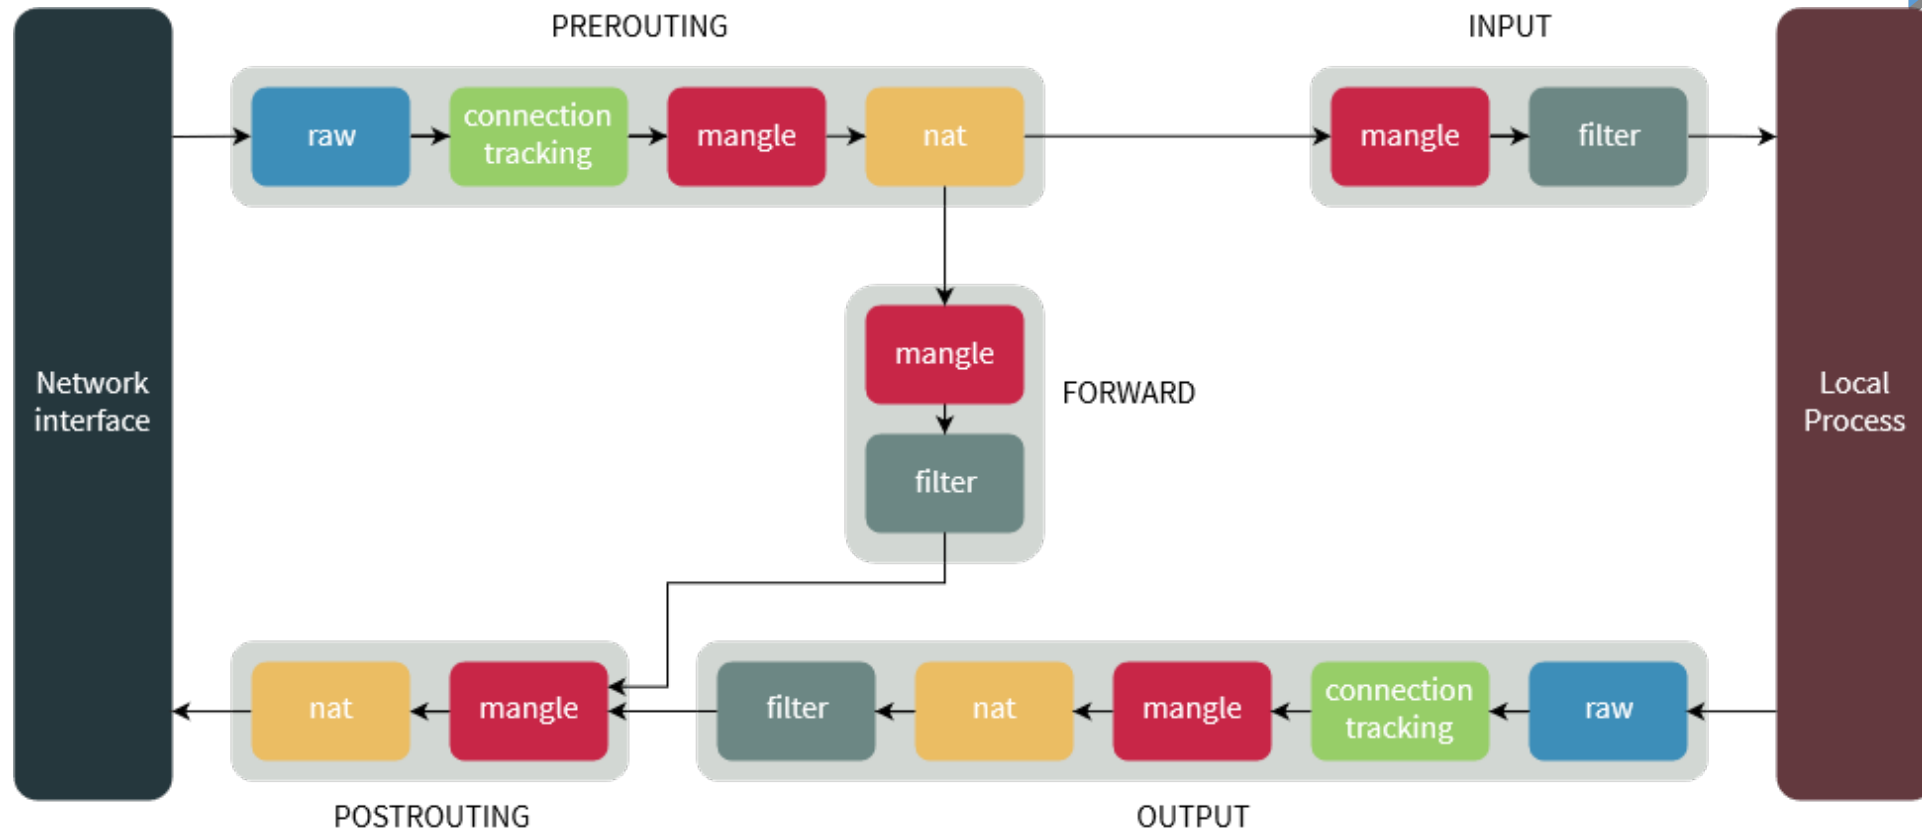 PREROUTING
INPUT
raw
connection
tracking
mangle
nat
mangle
filter
Network
interface
mangle
filter
FORWARD
Local
Process
nat
mangle
filter
nat
mangle
connection
tracking
raw
POSTROUTING
OUTPUT